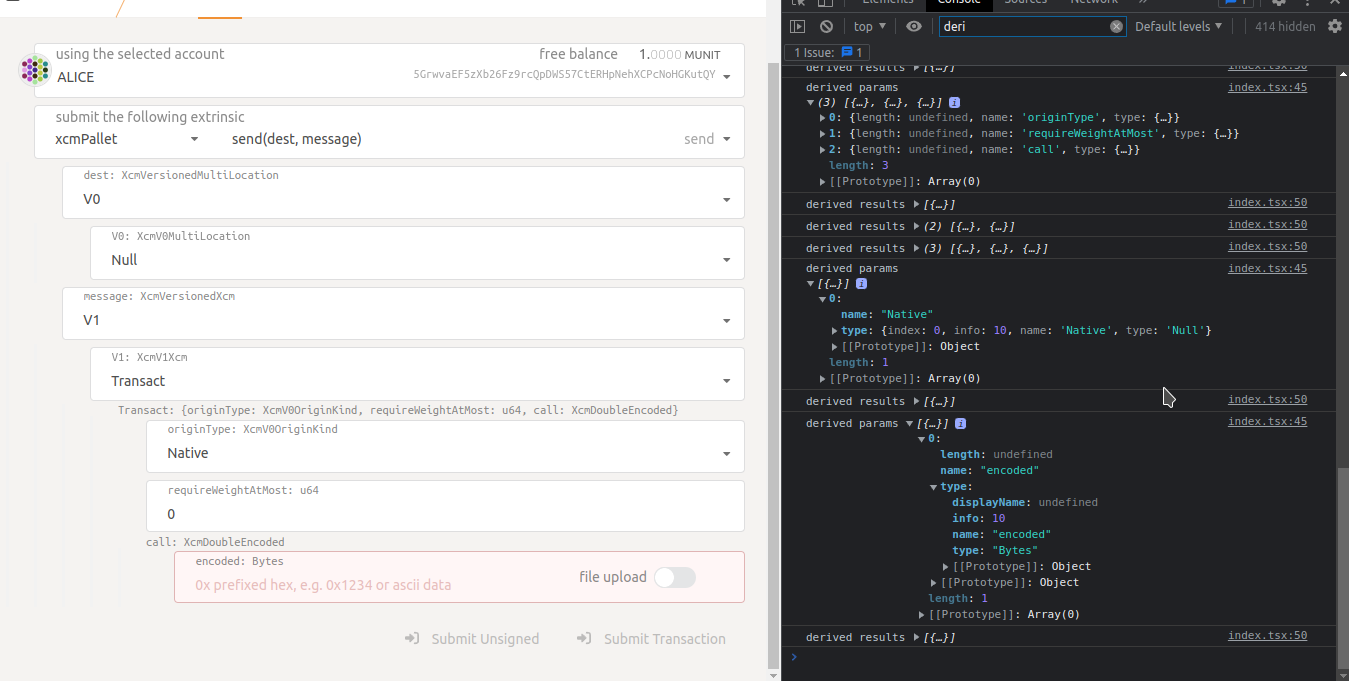 using the selected account
free balance 1.0000 MUNIT
ALICE
5GrwvaEF5zXb26Fz9rcQpDWS57CtERHpNehXCPcNoHGKutQY
submit the following extrinsic
xcmPallet
send(dest, message)
send
dest: XcmVersionedMultiLocation
V0
V0: XcmV0MultiLocation
Null
message: XcmVersionedXcm
V1
V1: XcmV1Xcm
Transact
Transact: {originType: XcmV0OriginKind, requireWeightAtMost: u64, call: XcmDoubleEncoded}
originType: XcmV0OriginKind
Native
requireWeightAtMost: u64
0
call: XcmDoubleEncoded
encoded: Bytes
0x prefixed hex, e.g. 0x1234 or ascii data
file upload
Submit Unsigned
Submit Transaction
Elements Console Sources Network » 1
top
deri
Default levels
414 hidden
1 Issue: 1
derived results [{…}] index.tsx:50
derived params index.tsx:45
(3) [{…}, {…}, {…}] i
0: {length: undefined, name: 'originType', type: {…}}
1: {length: undefined, name: 'requireWeightAtMost', type: {…}}
2: {length: undefined, name: 'call', type: {…}}
length: 3
[[Prototype]]: Array(0)
derived results [{…}] index.tsx:50
derived results (2) [{…}, {…}] index.tsx:50
derived results (3) [{…}, {…}, {…}] index.tsx:50
derived params index.tsx:45
[{…}] i
0:
name: "Native"
type: {index: 0, info: 10, name: 'Native', type: 'Null'}
[[Prototype]]: Object
length: 1
[[Prototype]]: Array(0)
derived results [{…}] index.tsx:50
derived params [{…}] i index.tsx:45
0:
length: undefined
name: "encoded"
type:
displayName: undefined
info: 10
name: "encoded"
type: "Bytes"
[[Prototype]]: Object
[[Prototype]]: Object
length: 1
[[Prototype]]: Array(0)
derived results [{…}] index.tsx:50